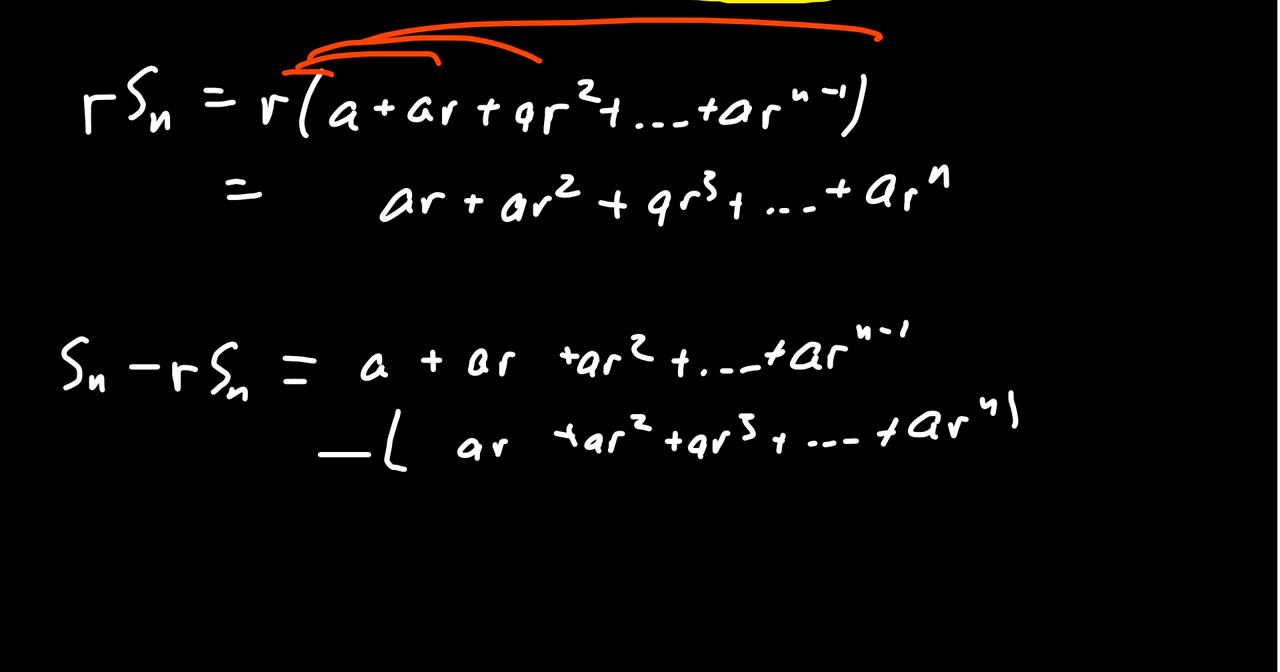 rSₙ = r(a + ar + ar² + ... + arⁿ⁻¹)
= ar + ar² + ar³ + ... + arⁿ
Sₙ - rSₙ = a + ar + ar² + ... + arⁿ⁻¹
- ( ar + ar² + ar³ + ... + arⁿ)